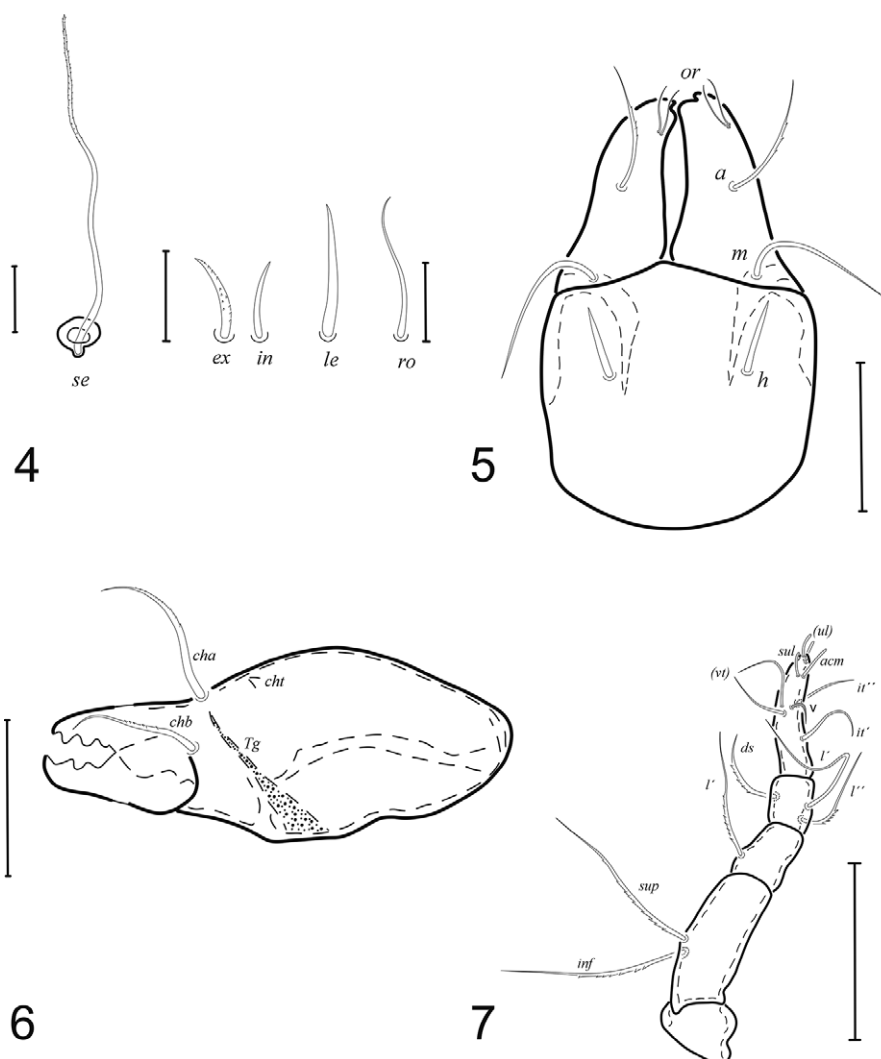 se
ex in le ro
4
or
a
m
h
5
cha
cht
chb
Tg
6
(ul)
sul
acm
(vt)
it´´
v
it´
l´
ds
l´
l´´
sup
inf
7